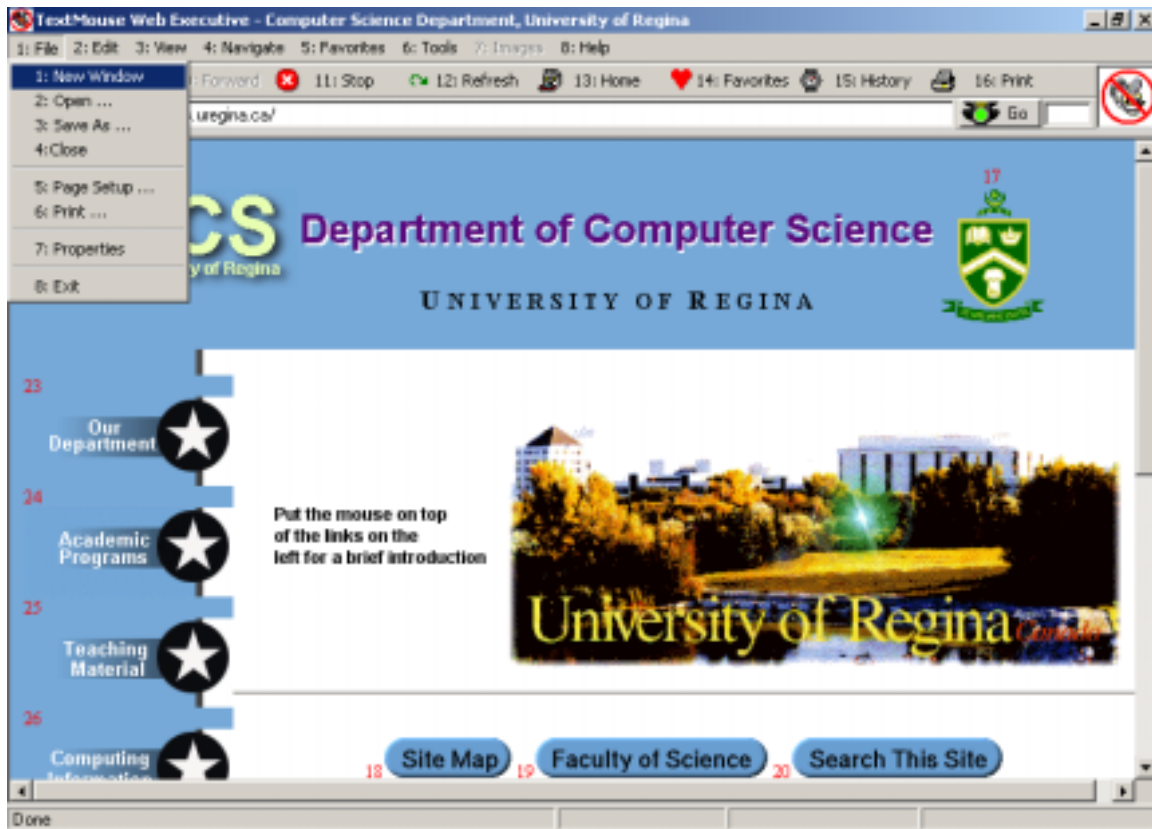 TextMouse Web Executive - Computer Science Department, University of Regina
1: File 2: Edit 3: View 4: Navigate 5: Favorites 6: Tools 7: Images 8: Help
1: New Window
2: Open ...
3: Save As ...
4:Close
5: Page Setup ...
6: Print ...
7: Properties
8: Exit
Forward 11: Stop 12: Refresh 13: Home 14: Favorites 15: History 16: Print
.uregina.ca/ Go
17
CS
y of Regina
Department of Computer Science
UNIVERSITY OF REGINA
23
Our
Department
24
Academic
Programs
25
Teaching
Material
26
Computing
Information
Put the mouse on top
of the links on the
left for a brief introduction
University of Regina
Canada
18 Site Map 19 Faculty of Science 20 Search This Site
Done